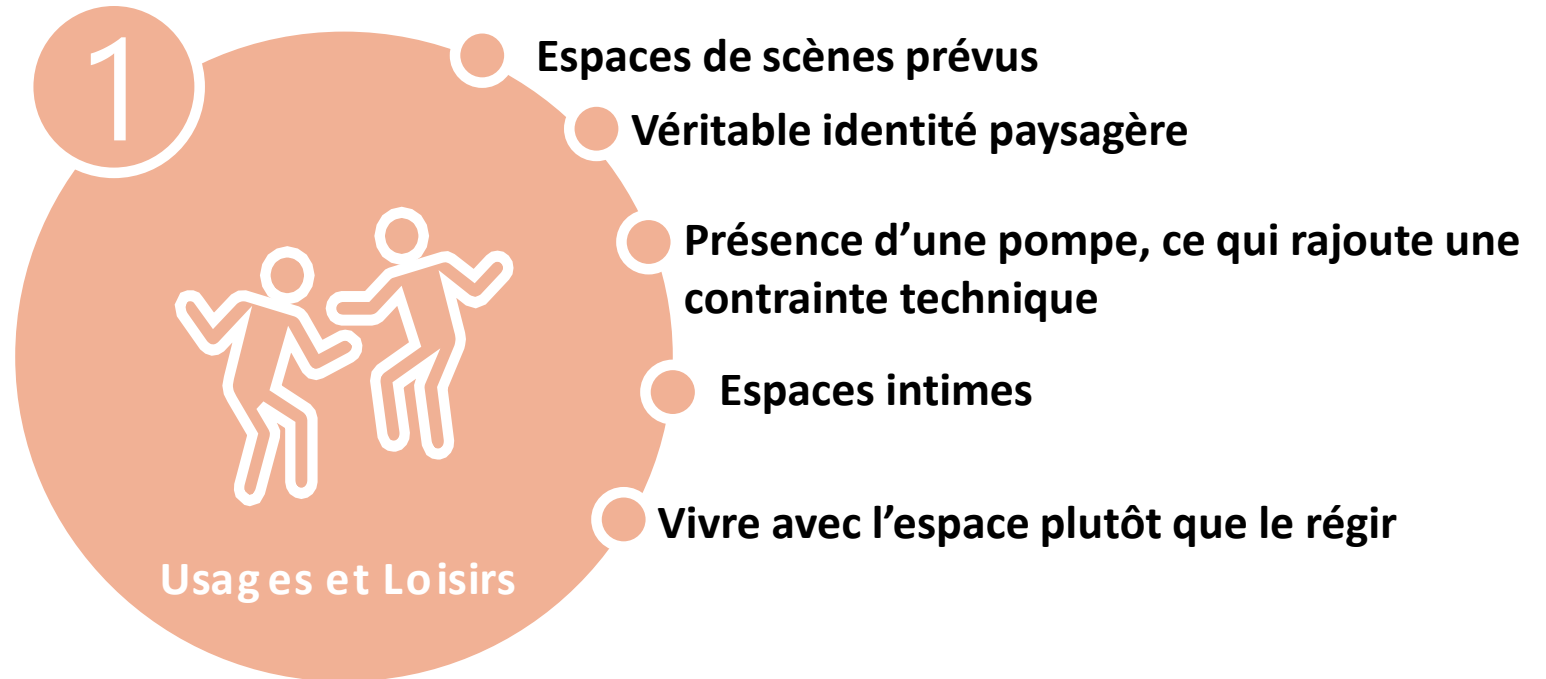 1
Espaces de scènes prévus
Véritable identité paysagère
Présence d’une pompe, ce qui rajoute une
contrainte technique
Espaces intimes
Vivre avec l’espace plutôt que le régir
Usages et Loisirs